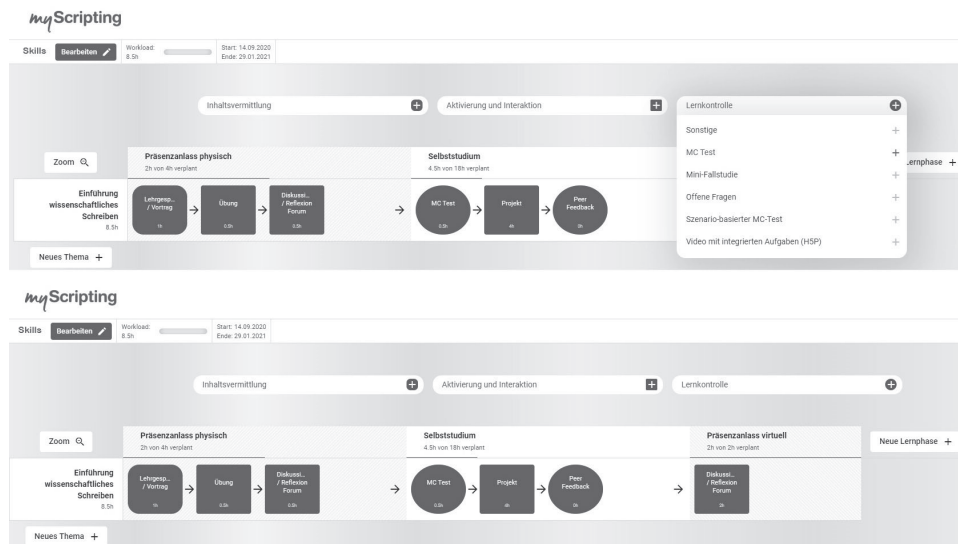 myScripting
Skills Bearbeiten Workload: 8.5h Start: 14.09.2020
Ende: 29.01.2021
Inhaltsvermittlung + Aktivierung und Interaktion + Lernkontrolle +
Sonstige +
MC Test +
Mini-Fallstudie +
Offene Fragen +
Szenario-basierter MC-Test +
Video mit integrierten Aufgaben (H5P) +
Zoom
Präsenzanlass physisch
2h von 4h verplant
Selbststudium
4.5h von 18h verplant
Lernphase +
Einführung
wissenschaftliches
Schreiben
8.5h
Lehrgesp...
/ Vortrag
1h
Übung
Diskussi...
/ Reflexion
Forum
MC Test
Projekt
4h
Peer
Feedback
0h
Neues Thema +
myScripting
Skills Bearbeiten Workload: 8.5h Start: 14.09.2020
Ende: 29.01.2021
Inhaltsvermittlung + Aktivierung und Interaktion + Lernkontrolle +
Zoom
Präsenzanlass physisch
2h von 4h verplant
Selbststudium
4.5h von 18h verplant
Präsenzanlass virtuell
2h von 2h verplant
Neue Lernphase +
Einführung
wissenschaftliches
Schreiben
8.5h
Lehrgesp...
/ Vortrag
1h
Übung
Diskussi...
/ Reflexion
Forum
MC Test
Projekt
4h
Peer
Feedback
0h
Diskussi...
/ Reflexion
Forum
Neues Thema +